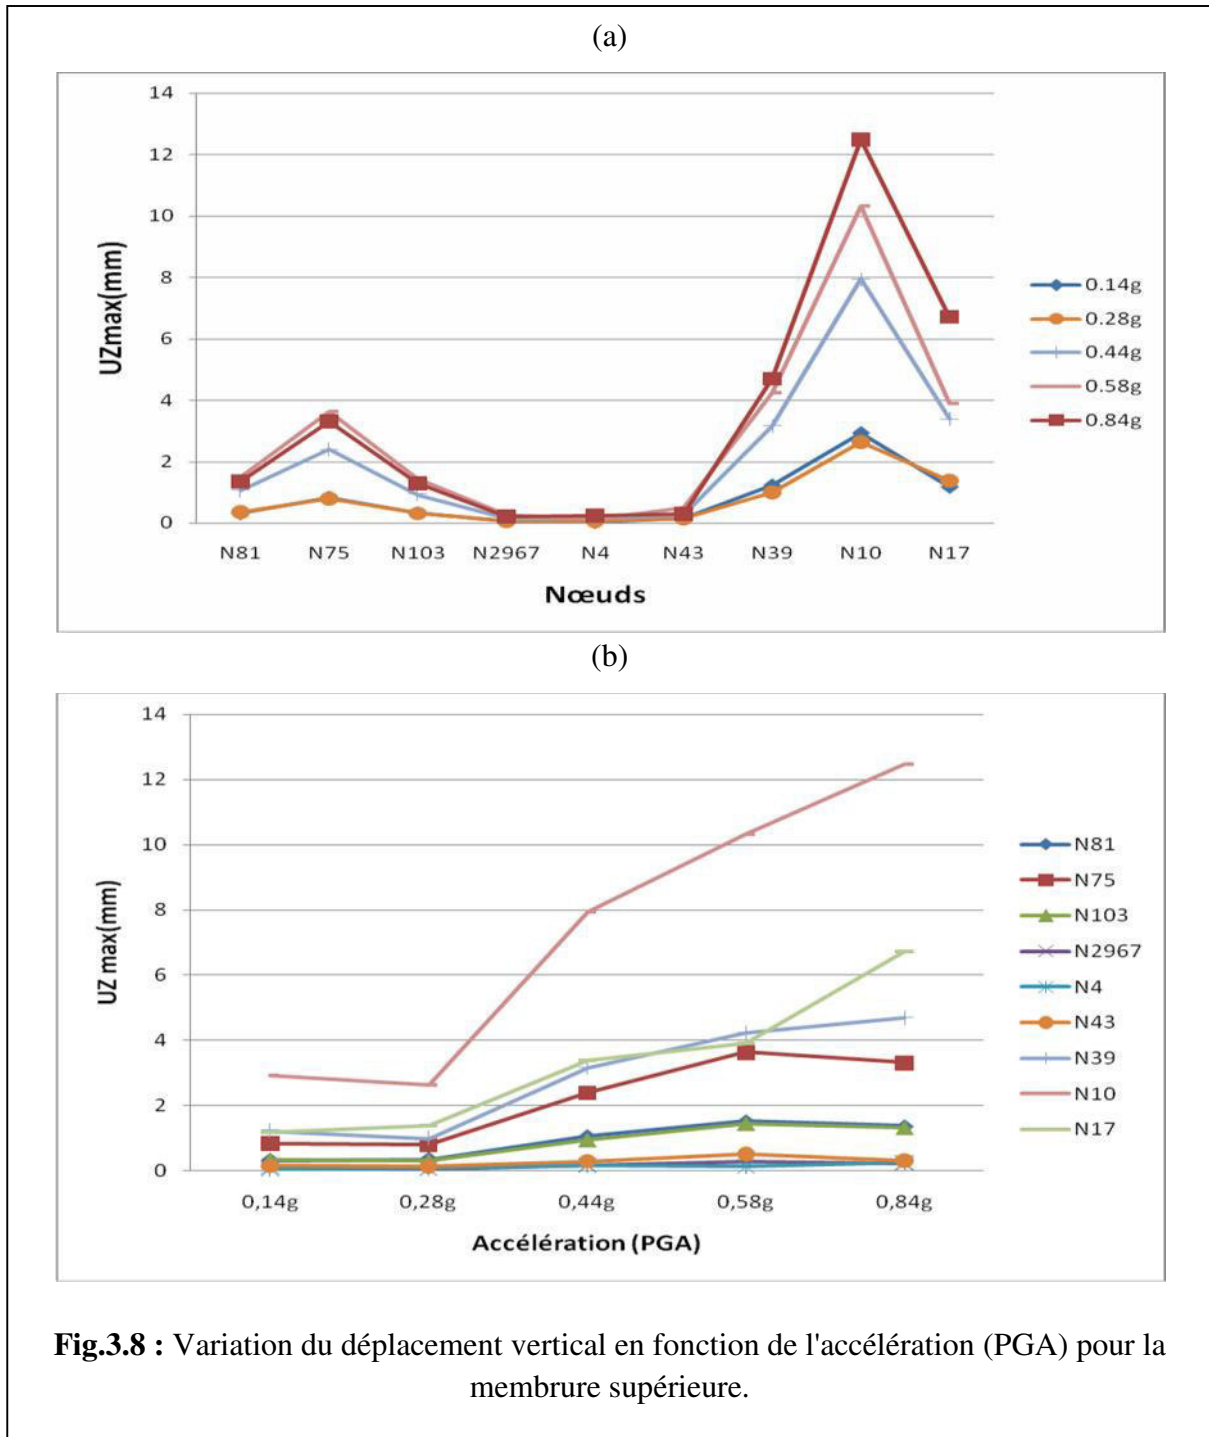 (a)
14
12
10
8
6
4
2
0
UZmax(mm)
N81 N75 N103 N2967 N4 N43 N39 N10 N17
Nœuds
0.14g
0.28g
0.44g
0.58g
0.84g
(b)
14
12
10
8
6
4
2
0
UZ max(mm)
0,14g 0,28g 0,44g 0,58g 0,84g
Accélération (PGA)
N81
N75
N103
N2967
N4
N43
N39
N10
N17
Fig.3.8 : Variation du déplacement vertical en fonction de l'accélération (PGA) pour la
membrure supérieure.